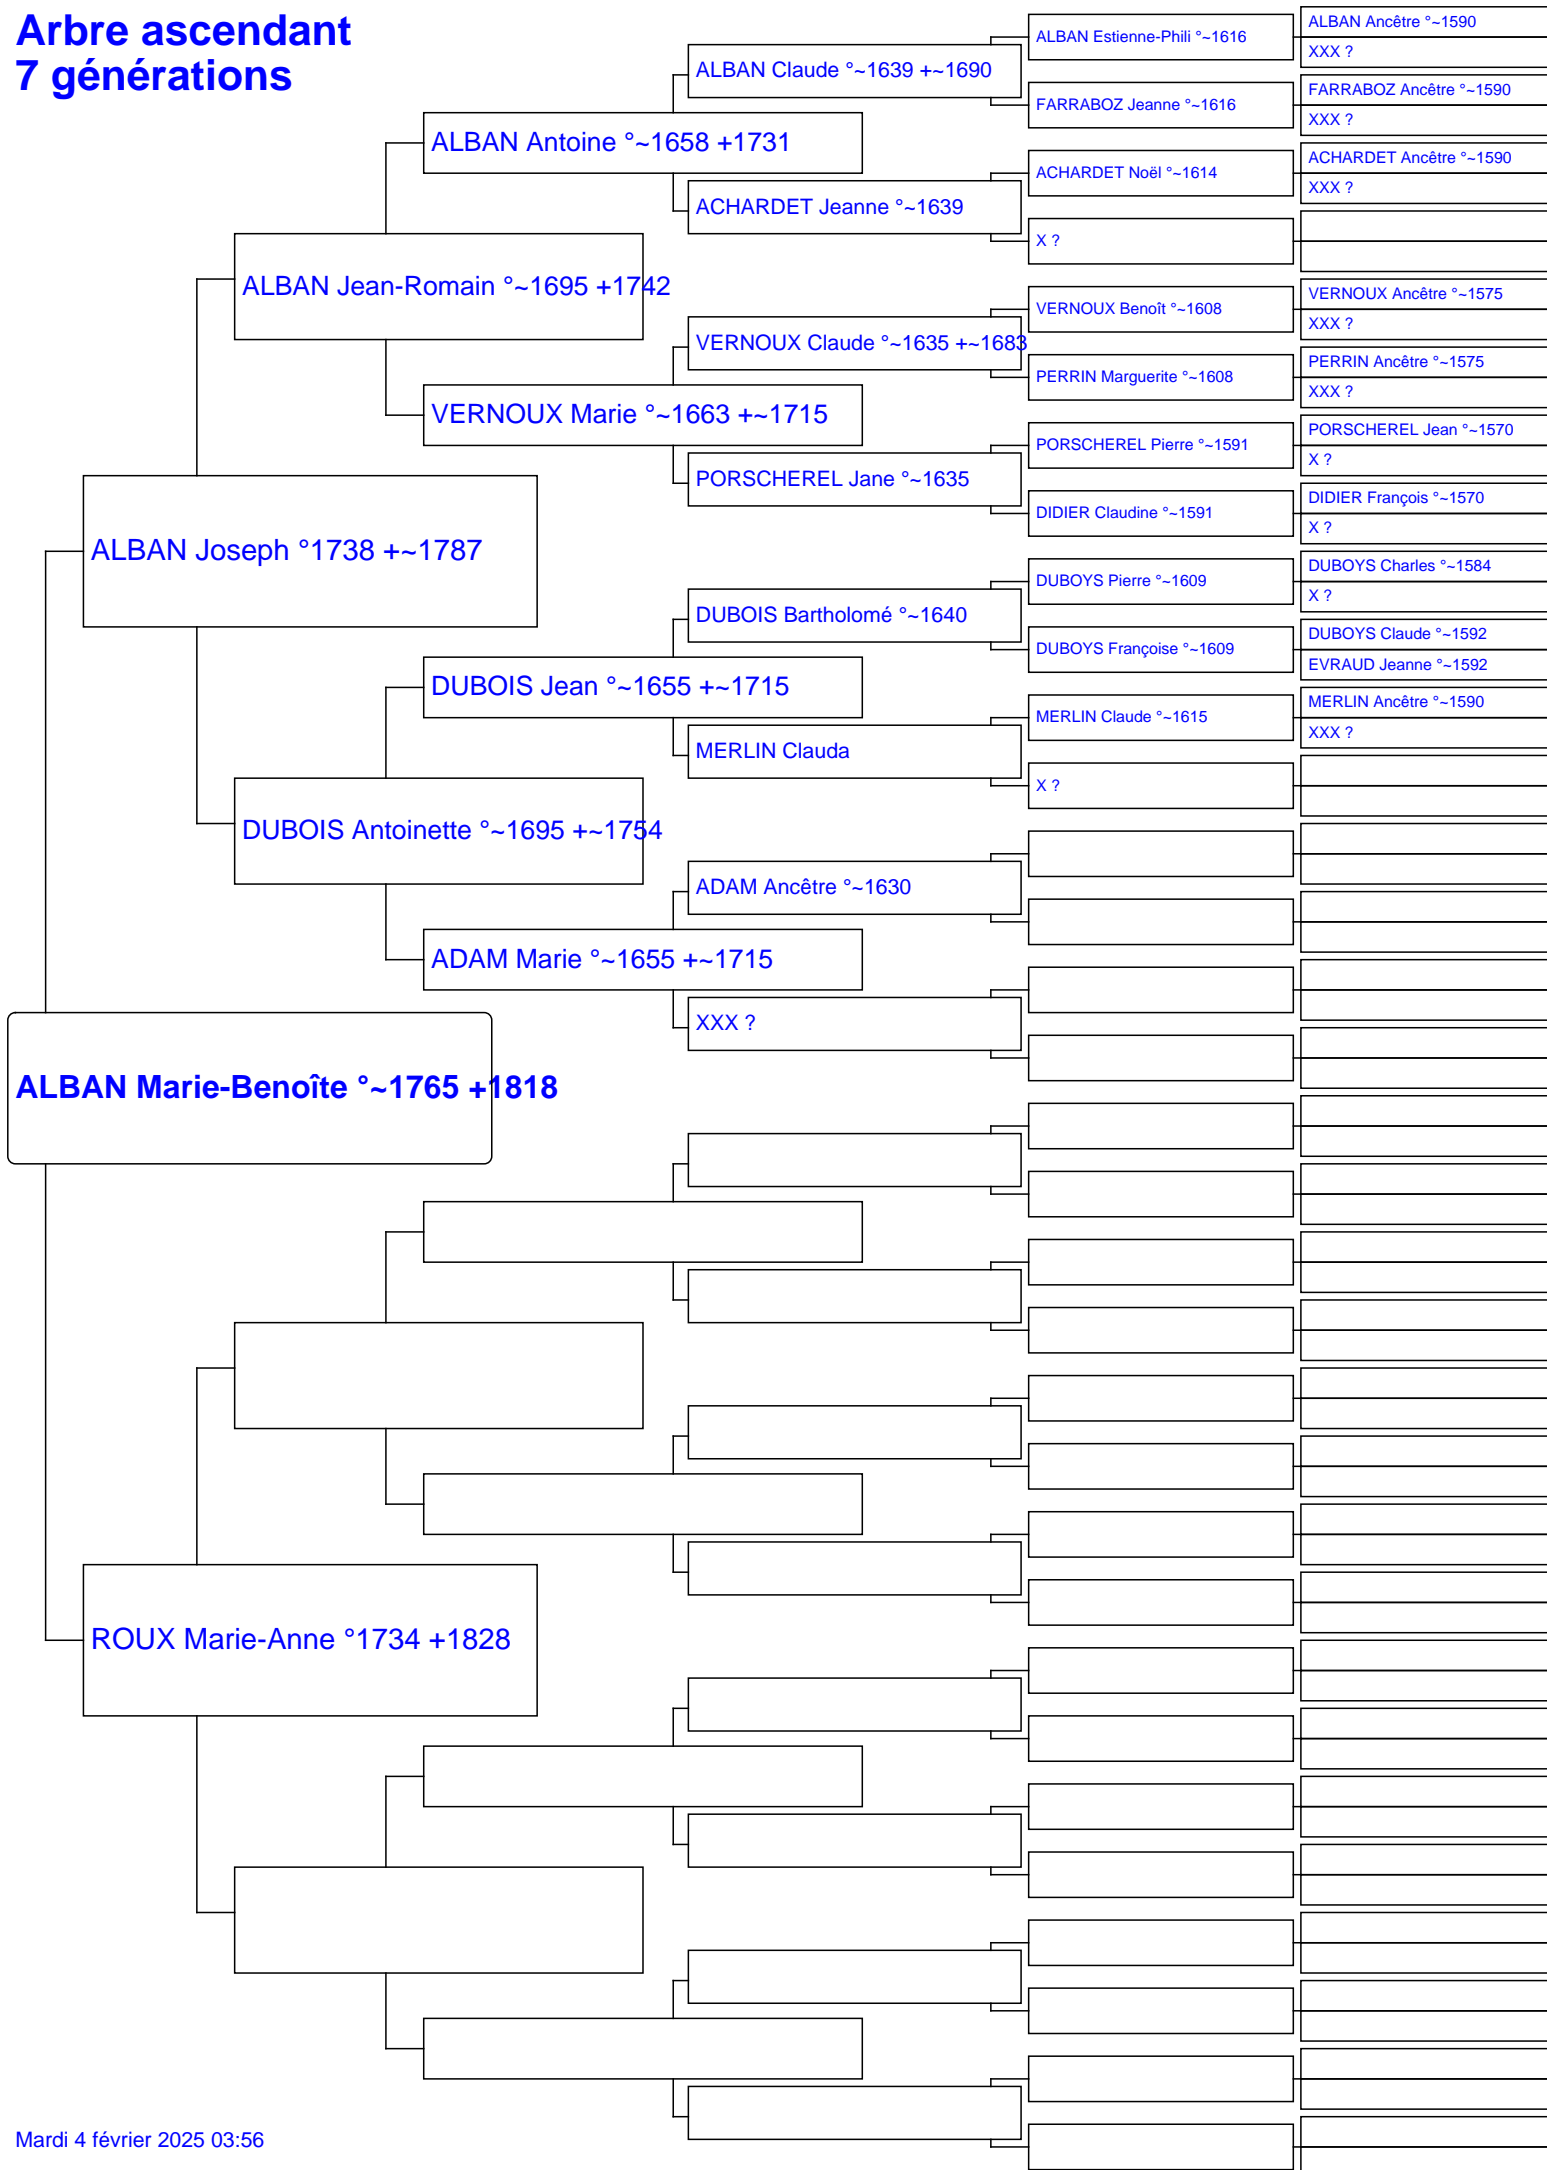 Arbre ascendant
7 générations
ALBAN Marie-Benoîte °~1765 +1818
ALBAN Joseph °1738 +~1787
ROUX Marie-Anne °1734 +1828
ALBAN Jean-Romain °~1695 +1742
DUBOIS Antoinette °~1695 +~1754
ALBAN Antoine °~1658 +1731
VERNOUX Marie °~1663 +~1715
DUBOIS Jean °~1655 +~1715
ADAM Marie °~1655 +~1715
ALBAN Claude °~1639 +~1690
ACHARDET Jeanne °~1639
VERNOUX Claude °~1635 +~1683
PORSCHEREL Jane °~1635
DUBOIS Bartholomé °~1640
MERLIN Clauda
ADAM Ancêtre °~1630
XXX ?
ALBAN Estienne-Phili °~1616
FARRABOZ Jeanne °~1616
ACHARDET Noël °~1614
X ?
VERNOUX Benoît °~1608
PERRIN Marguerite °~1608
PORSCHEREL Pierre °~1591
DIDIER Claudine °~1591
DUBOYS Pierre °~1609
DUBOYS Françoise °~1609
MERLIN Claude °~1615
X ?
ALBAN Ancêtre °~1590
XXX ?
FARRABOZ Ancêtre °~1590
XXX ?
ACHARDET Ancêtre °~1590
XXX ?
VERNOUX Ancêtre °~1575
XXX ?
PERRIN Ancêtre °~1575
XXX ?
PORSCHEREL Jean °~1570
X ?
DIDIER François °~1570
X ?
DUBOYS Charles °~1584
X ?
DUBOYS Claude °~1592
EVRAUD Jeanne °~1592
MERLIN Ancêtre °~1590
XXX ?
Mardi 4 février 2025 03:56